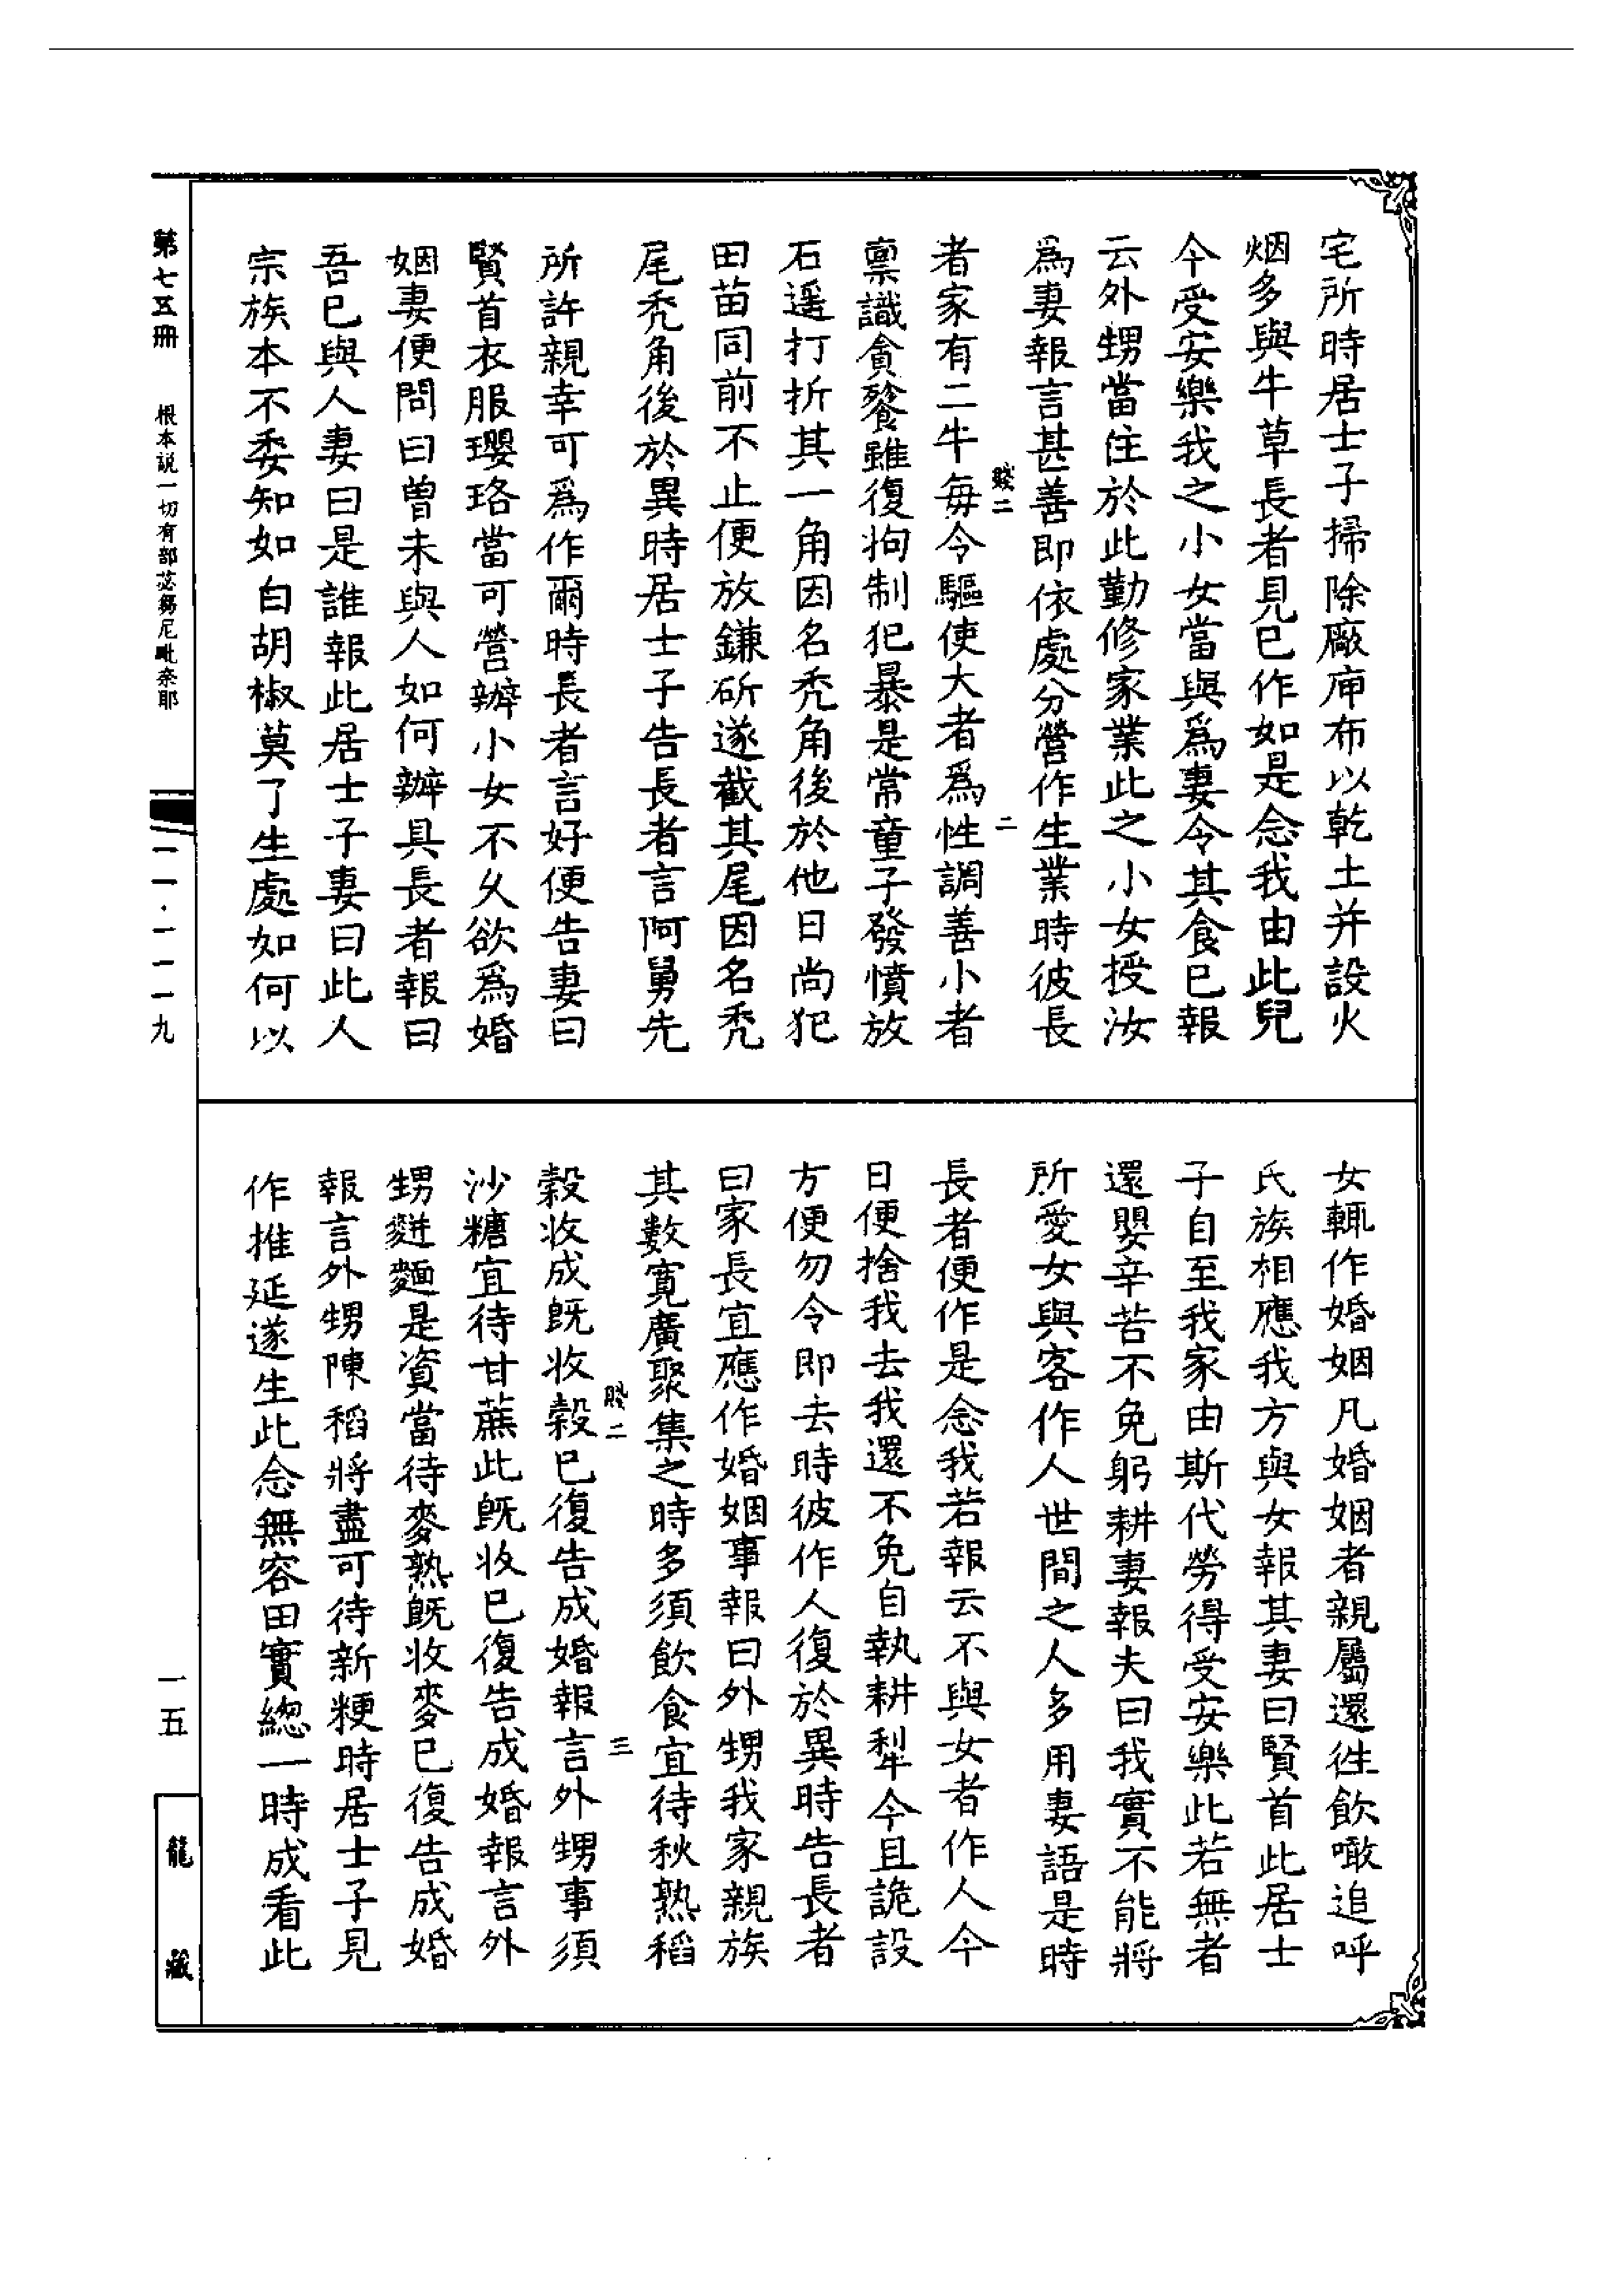 宅所時居士子掃除廠庌布以乾土并設火
烟多與牛草長者見已作如是念我由此兒
今受安樂我之小女當與爲妻令其食已報
云外甥當住於此勤修家業此之小女授汝
爲妻報言甚善即依處分營作生業時彼長
者家有二牛每令驅使大者爲性調善小者
禀識貪餮雖復拘制犯暴是常童子發憤放
石遥打折其一角因名秃角後於他日尚犯
田苗同前不止便放鎌斫遂截其尾因名秃
尾秃角後於異時居士子告長者言阿舅先
所許親幸可爲作爾時長者言好便告妻曰
賢首衣服瓔珞當可營辦小女不久欲爲婚
姻妻便問曰曾未與人如何辦具長者報曰
吾已與人妻曰是誰報此居士子妻曰此人
宗族本不委知如白胡椒莫了生處如何以
女輒作婚姻凡婚姻者親屬還往飲噉追呼
氏族相應我方與女報其妻曰賢首此居士
子自至我家由斯代勞得受安樂此若無者
還嬰辛苦不免躬耕妻報夫曰我實不能將
所愛女與客作人世間之人多用妻語是時
長者便作是念我若報云不與女者作人今
日便捨我去我還不免自執耕犁今且詭設
方便勿令即去時彼作人復於異時告長者
曰家長宜應作婚姻事報曰外甥我家親族
其數寬廣聚集之時多須飲食宜待秋熟稻
穀收成既收穀已復告成婚報言外甥事須
沙糖宜待甘蔗此既收已復告成婚報言外
甥䴵麵是資當待麥熟既收麥已復告成婚
報言外甥陳稻將盡可待新粳時居士子見
作推延遂生此念無容田實總一時成看此
第七五冊
根本説一切有部苾芻尼毗奈耶
一一·一一一九
一五
龍藏
二
三